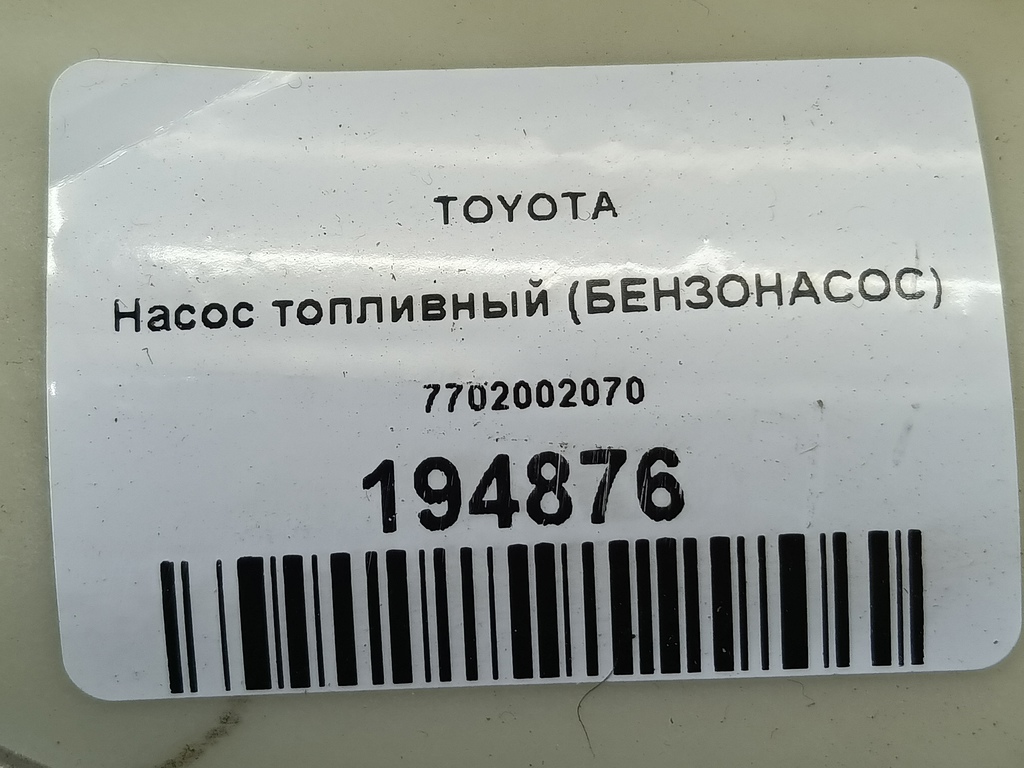 TOYOTA
Насос топливный (БЕНЗОНАСОС)
7702002070
194876